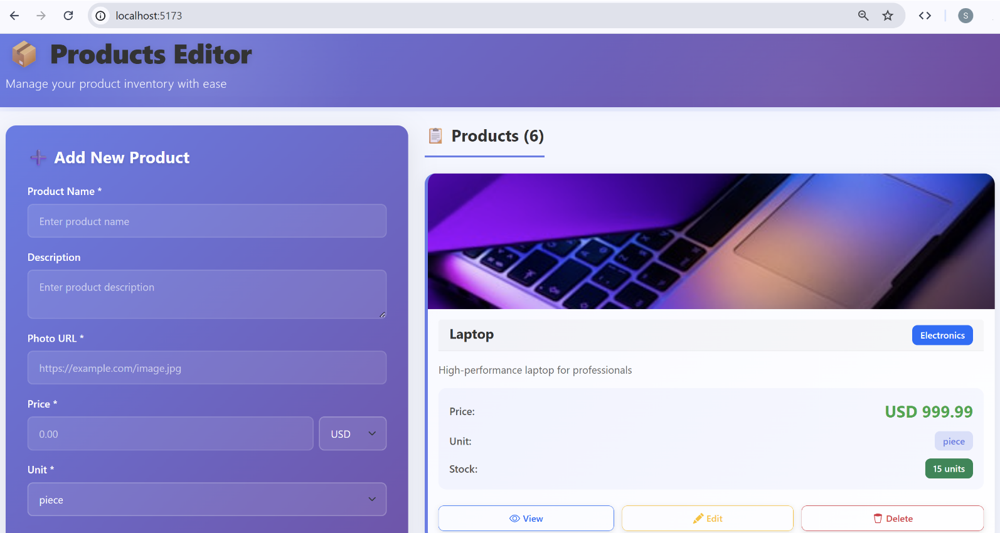 localhost:5173
S
Products Editor
Manage your product inventory with ease
Add New Product
Product Name *
Enter product name
Description
Enter product description
Photo URL *
https://example.com/image.jpg
Price *
0.00
USD
Unit *
piece
Products (6)
Laptop
Electronics
High-performance laptop for professionals
Price:
USD 999.99
Unit:
piece
Stock:
15 units
View
Edit
Delete